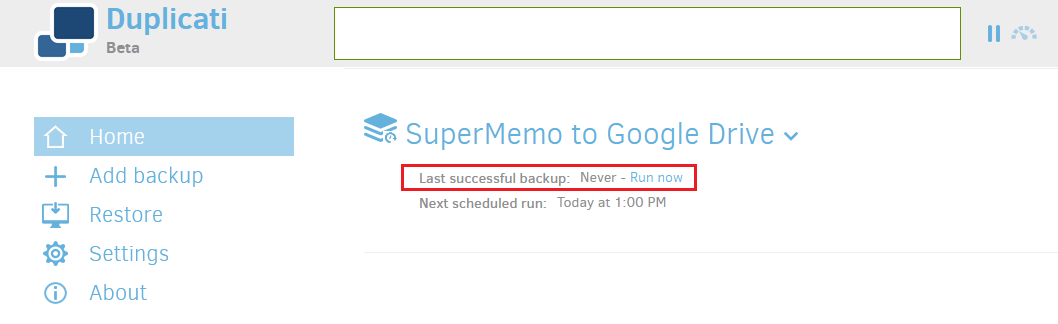 Duplicati
Beta
Home
Add backup
Restore
Settings
About
SuperMemo to Google Drive
Last successful backup: Never - Run now
Next scheduled run: Today at 1:00 PM